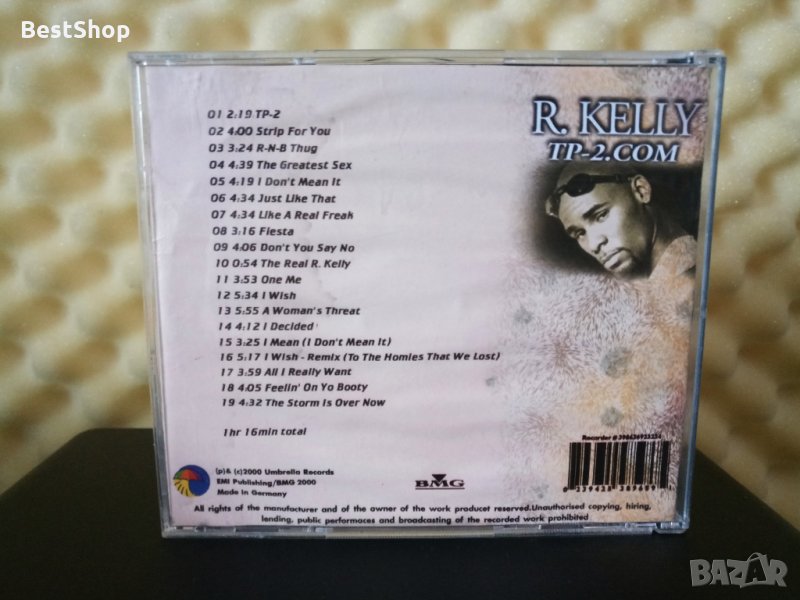 BestShop
R. KELLY
TP-2.COM
01 2:19 TP-2
02 4:00 Strip For You
03 3:24 R-N-B Thug
04 4:39 The Greatest Sex
05 4:19 I Don't Mean It
06 4:34 Just Like That
07 4:34 Like A Real Freak
08 3:16 Fiesta
09 4:06 Don't You Say No
10 0:54 The Real R. Kelly
11 3:53 One Me
12 5:34 I Wish
13 5:55 A Woman's Threat
14 4:12 I Decided
15 3:25 I Mean (I Don't Mean It)
16 5:17 I Wish - Remix (To The Homies That We Lost)
17 3:59 All I Really Want
18 4:05 Feelin' On Yo Booty
19 4:32 The Storm Is Over Now
1hr 16min total
(p)& (c)2000 Umbrella Records
EMI Publishing/BMG 2000
Made in Germany
BMG
Recorder #
All rights of the manufacturer and of the owner of the work producet reserved.Unauthorised copying, hiring,
lending, public performaces and broadcasting of the recorded work prohibited
BAZAR